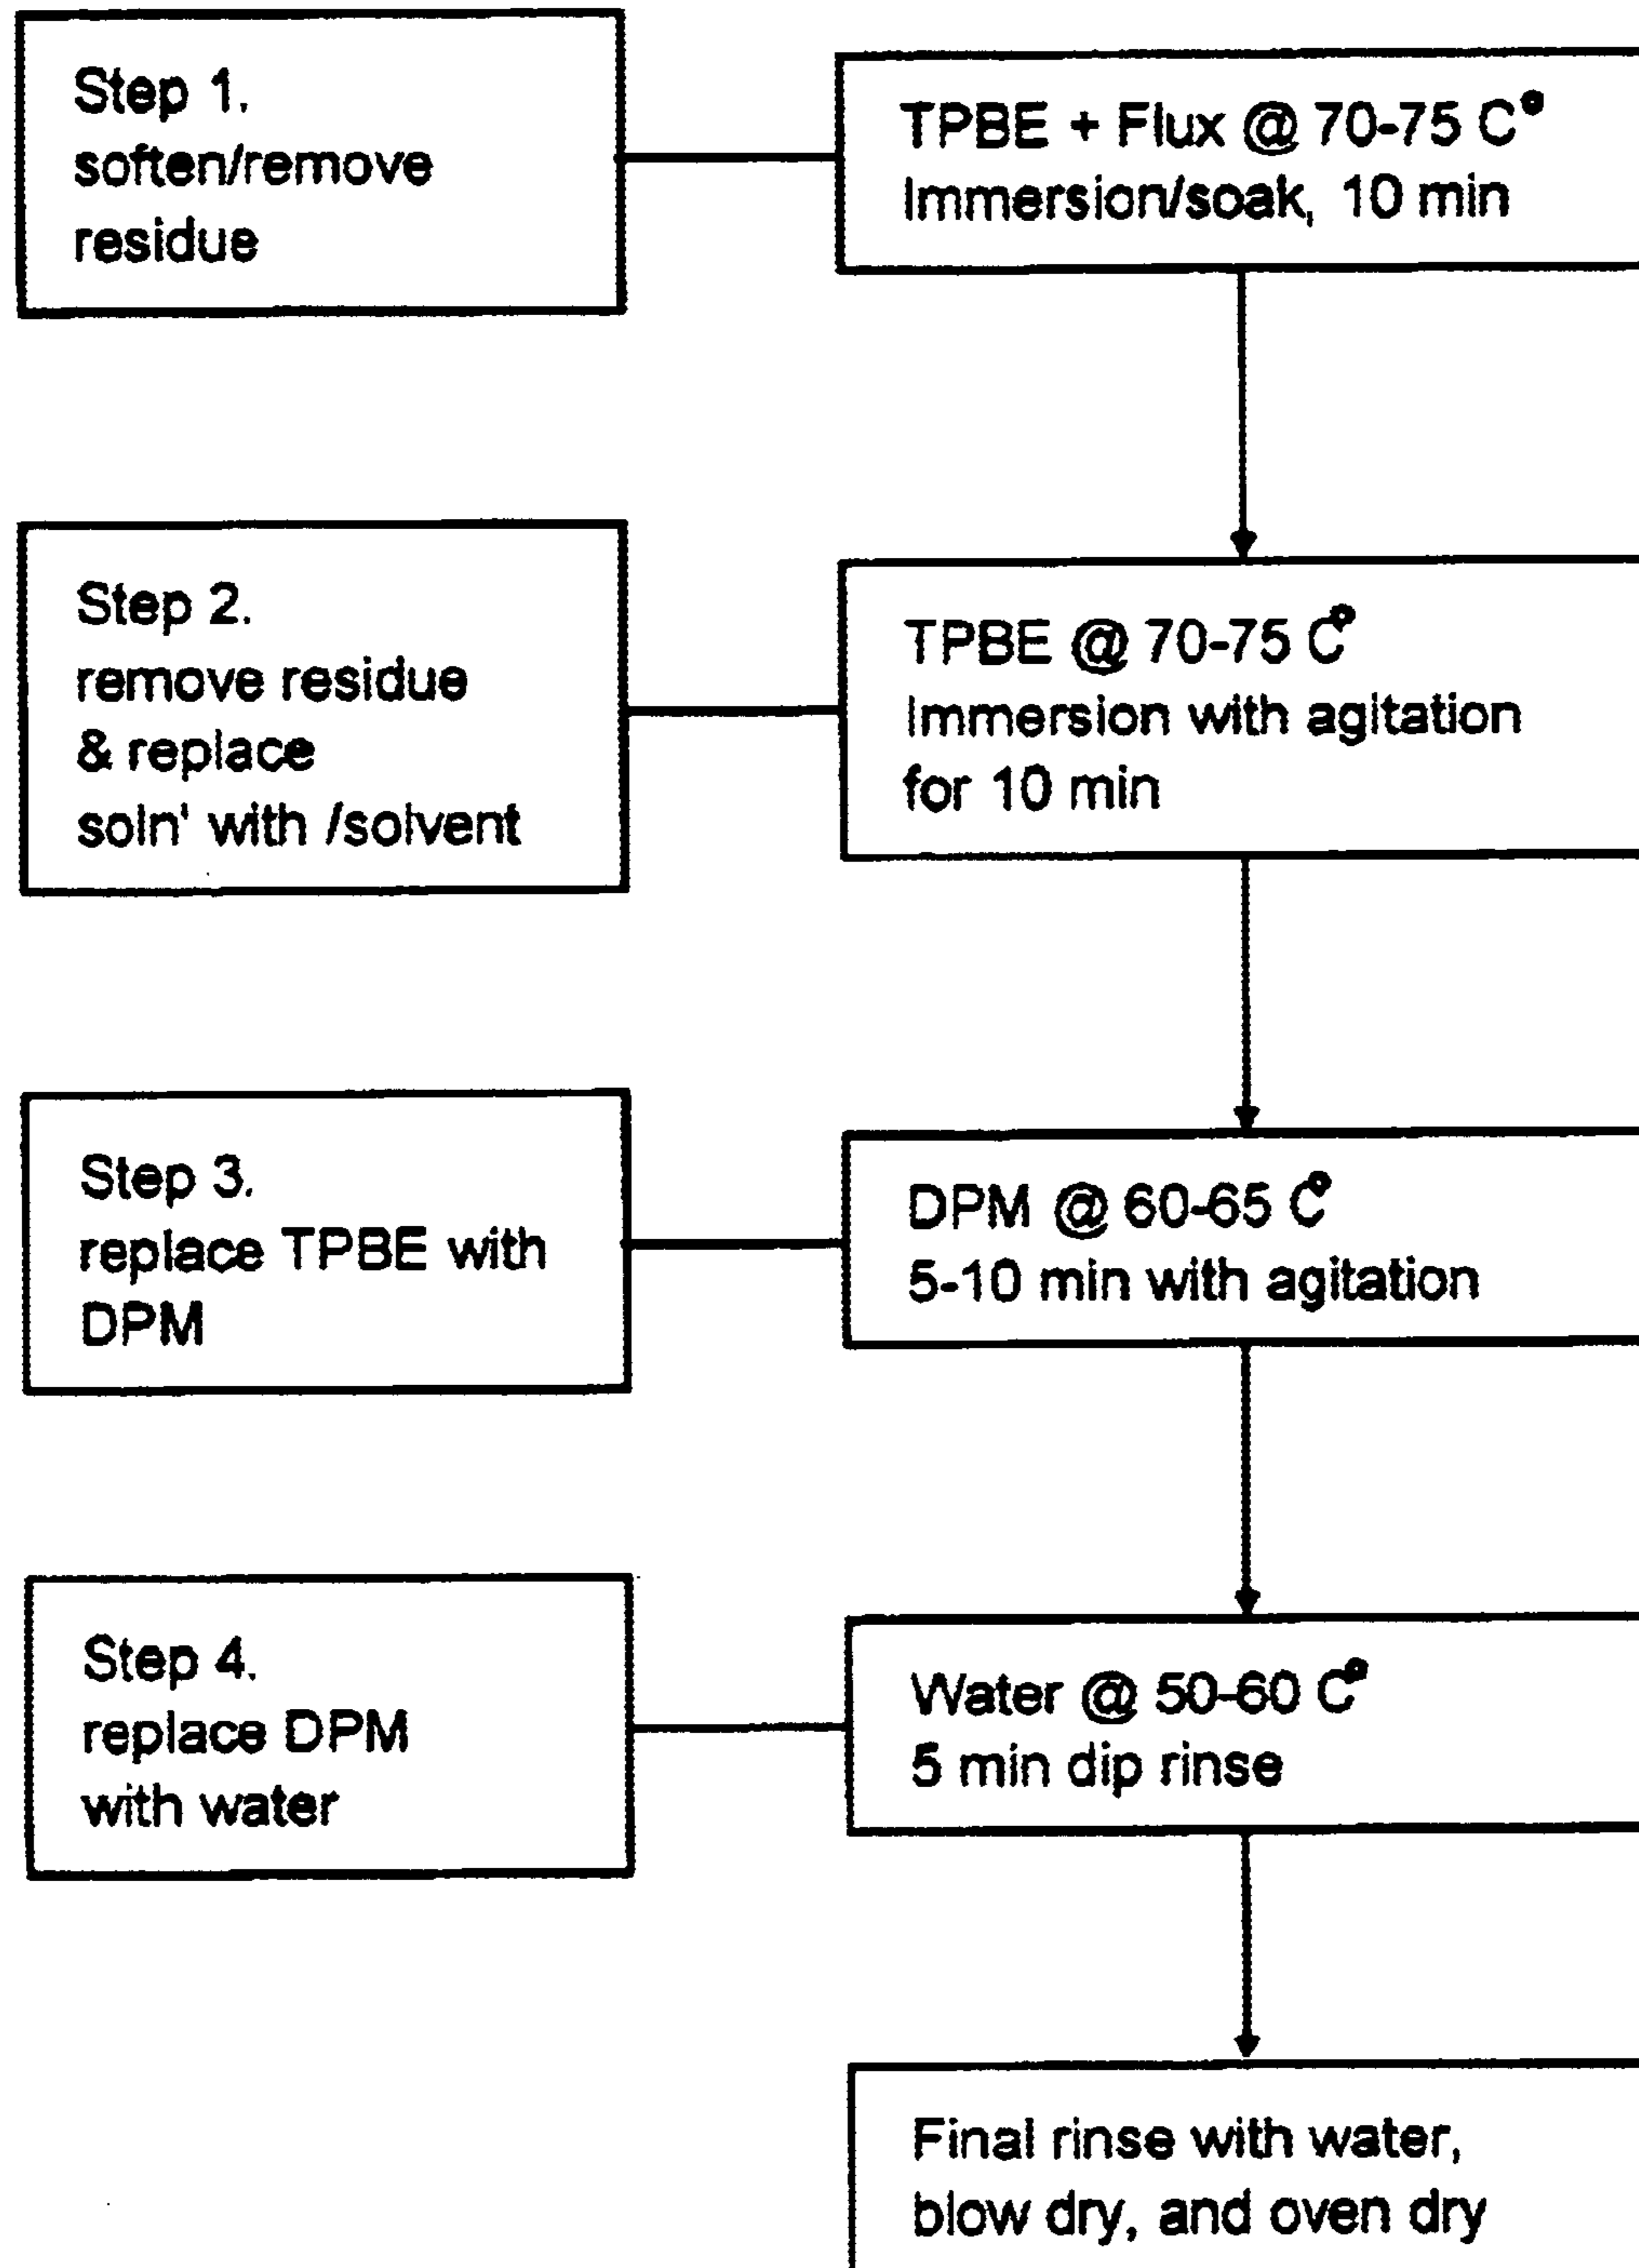 Step 1.
soften/remove
residue
TPBE + Flux @ 70-75 C°
Immersion/soak, 10 min
Step 2.
remove residue
& replace
soln' with /solvent
TPBE @ 70-75 C°
Immersion with agitation
for 10 min
Step 3.
replace TPBE with
DPM
DPM @ 60-65 C°
5-10 min with agitation
Step 4.
replace DPM
with water
Water @ 50-60 C°
5 min dip rinse
Final rinse with water,
blow dry, and oven dry